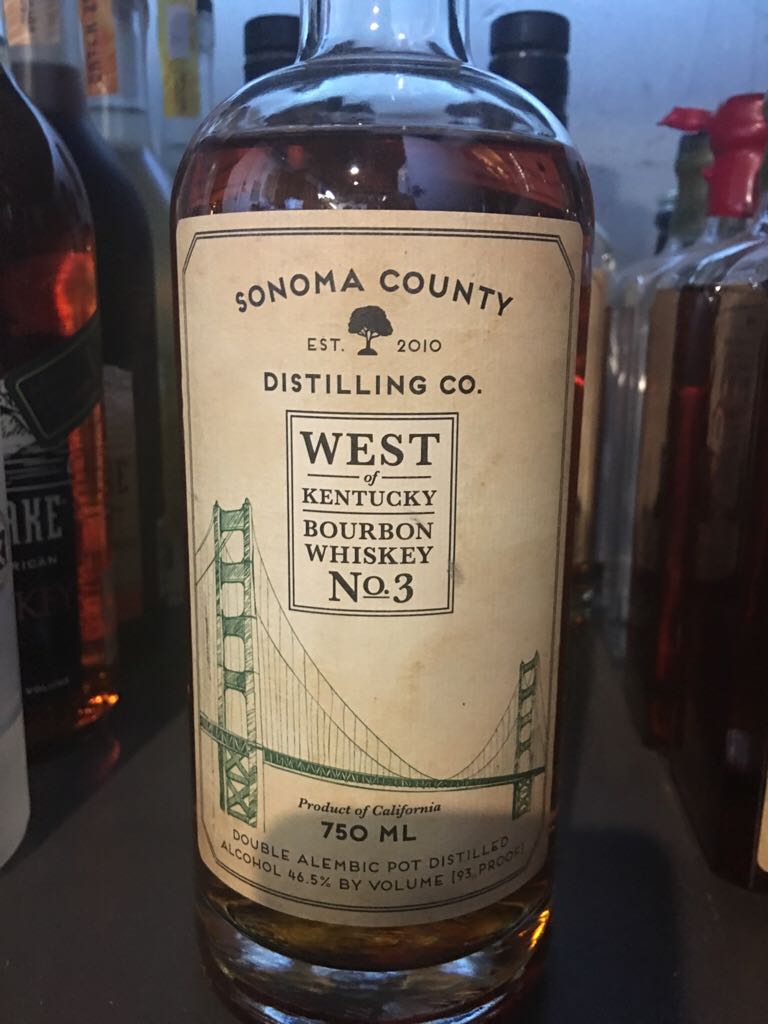 SONOMA COUNTY
EST. 2010
DISTILLING CO.
WEST
of
KENTUCKY
BOURBON
WHISKEY
No. 3
Product of California
750 ML
DOUBLE ALEMBIC POT DISTILLED
ALCOHOL 46.5% BY VOLUME [93 PROOF]